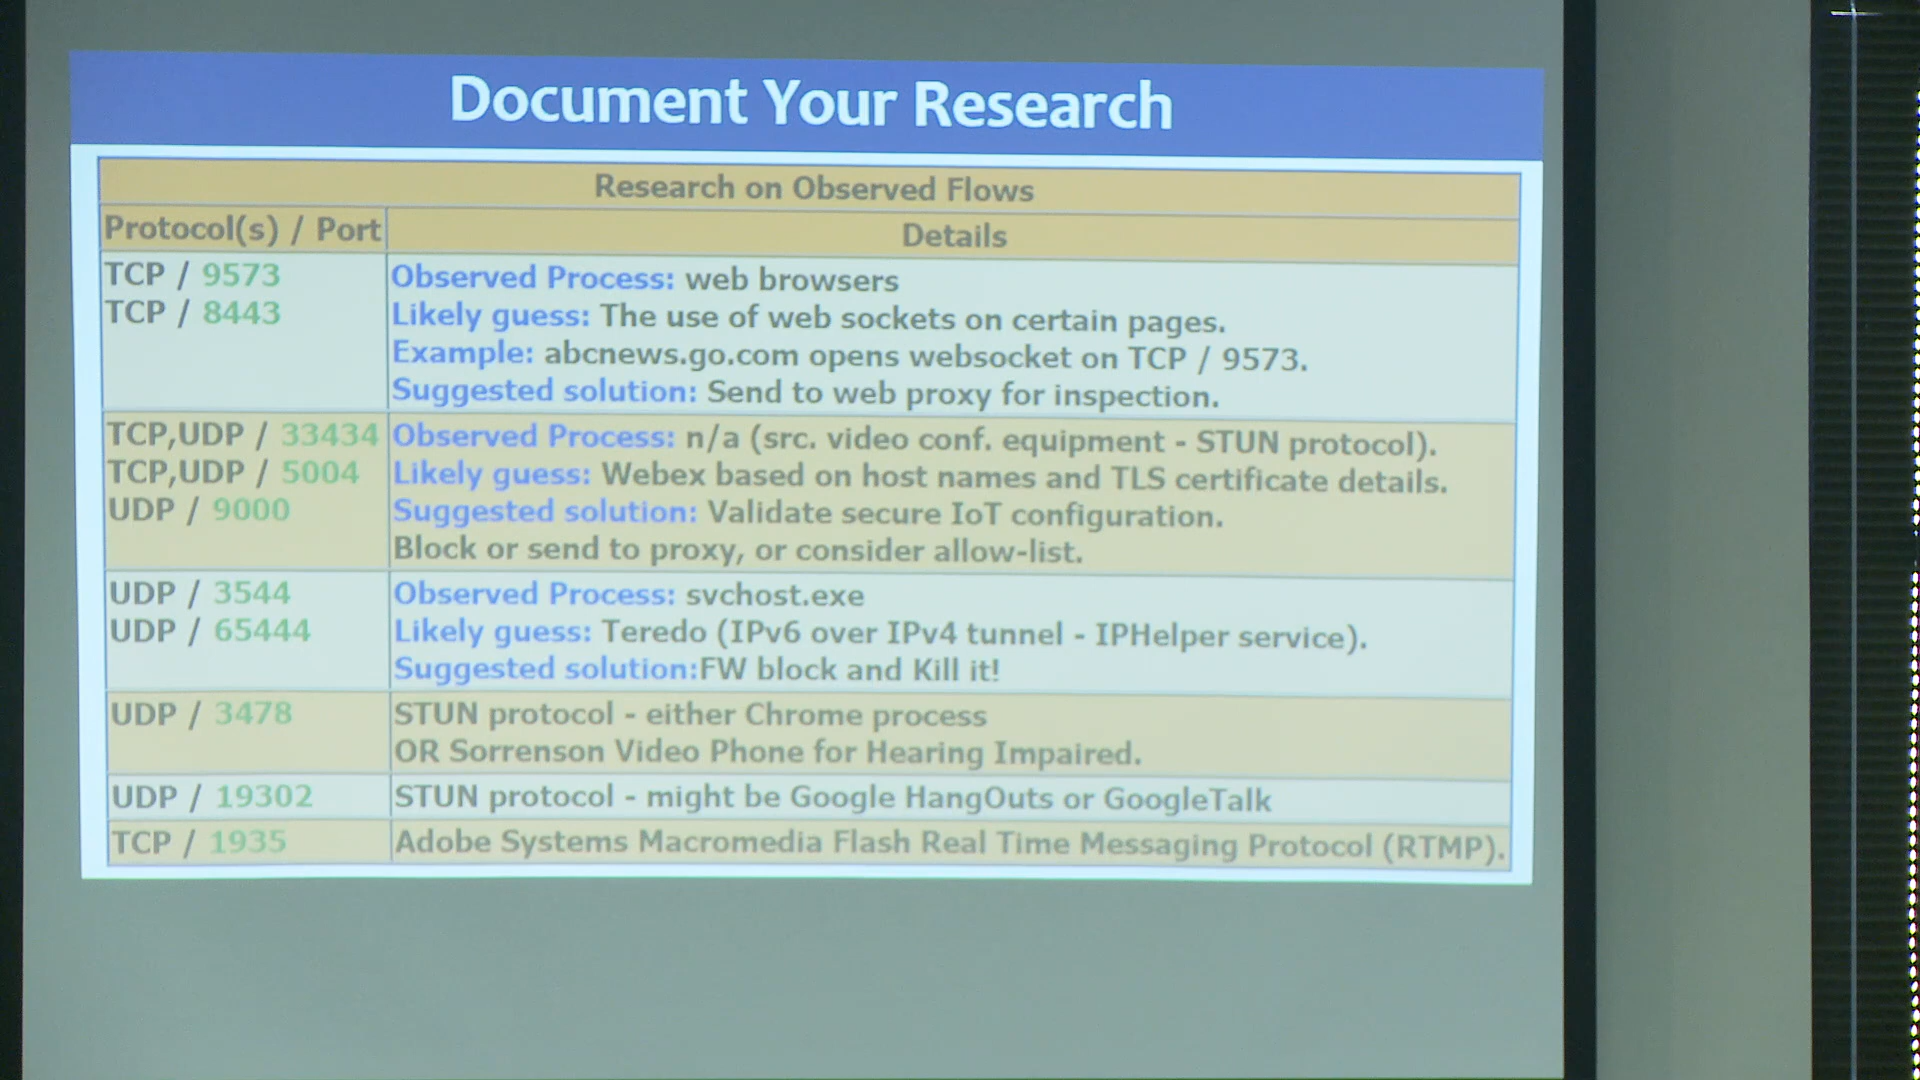 Document Your Research
Research on Observed Flows
Protocol(s) / Port
Details
TCP / 9573
TCP / 8443
Observed Process: web browsers
Likely guess: The use of web sockets on certain pages.
Example: abcnews.go.com opens websocket on TCP / 9573.
Suggested solution: Send to web proxy for inspection.
TCP,UDP / 33434
TCP,UDP / 5004
UDP / 9000
Observed Process: n/a (src. video conf. equipment - STUN protocol).
Likely guess: Webex based on host names and TLS certificate details.
Suggested solution: Validate secure IoT configuration.
Block or send to proxy, or consider allow-list.
UDP / 3544
UDP / 65444
Observed Process: svchost.exe
Likely guess: Teredo (IPv6 over IPv4 tunnel - IPHelper service).
Suggested solution:FW block and Kill it!
UDP / 3478
STUN protocol - either Chrome process
OR Sorrenson Video Phone for Hearing Impaired.
UDP / 19302
STUN protocol - might be Google HangOuts or GoogleTalk
TCP / 1935
Adobe Systems Macromedia Flash Real Time Messaging Protocol (RTMP).